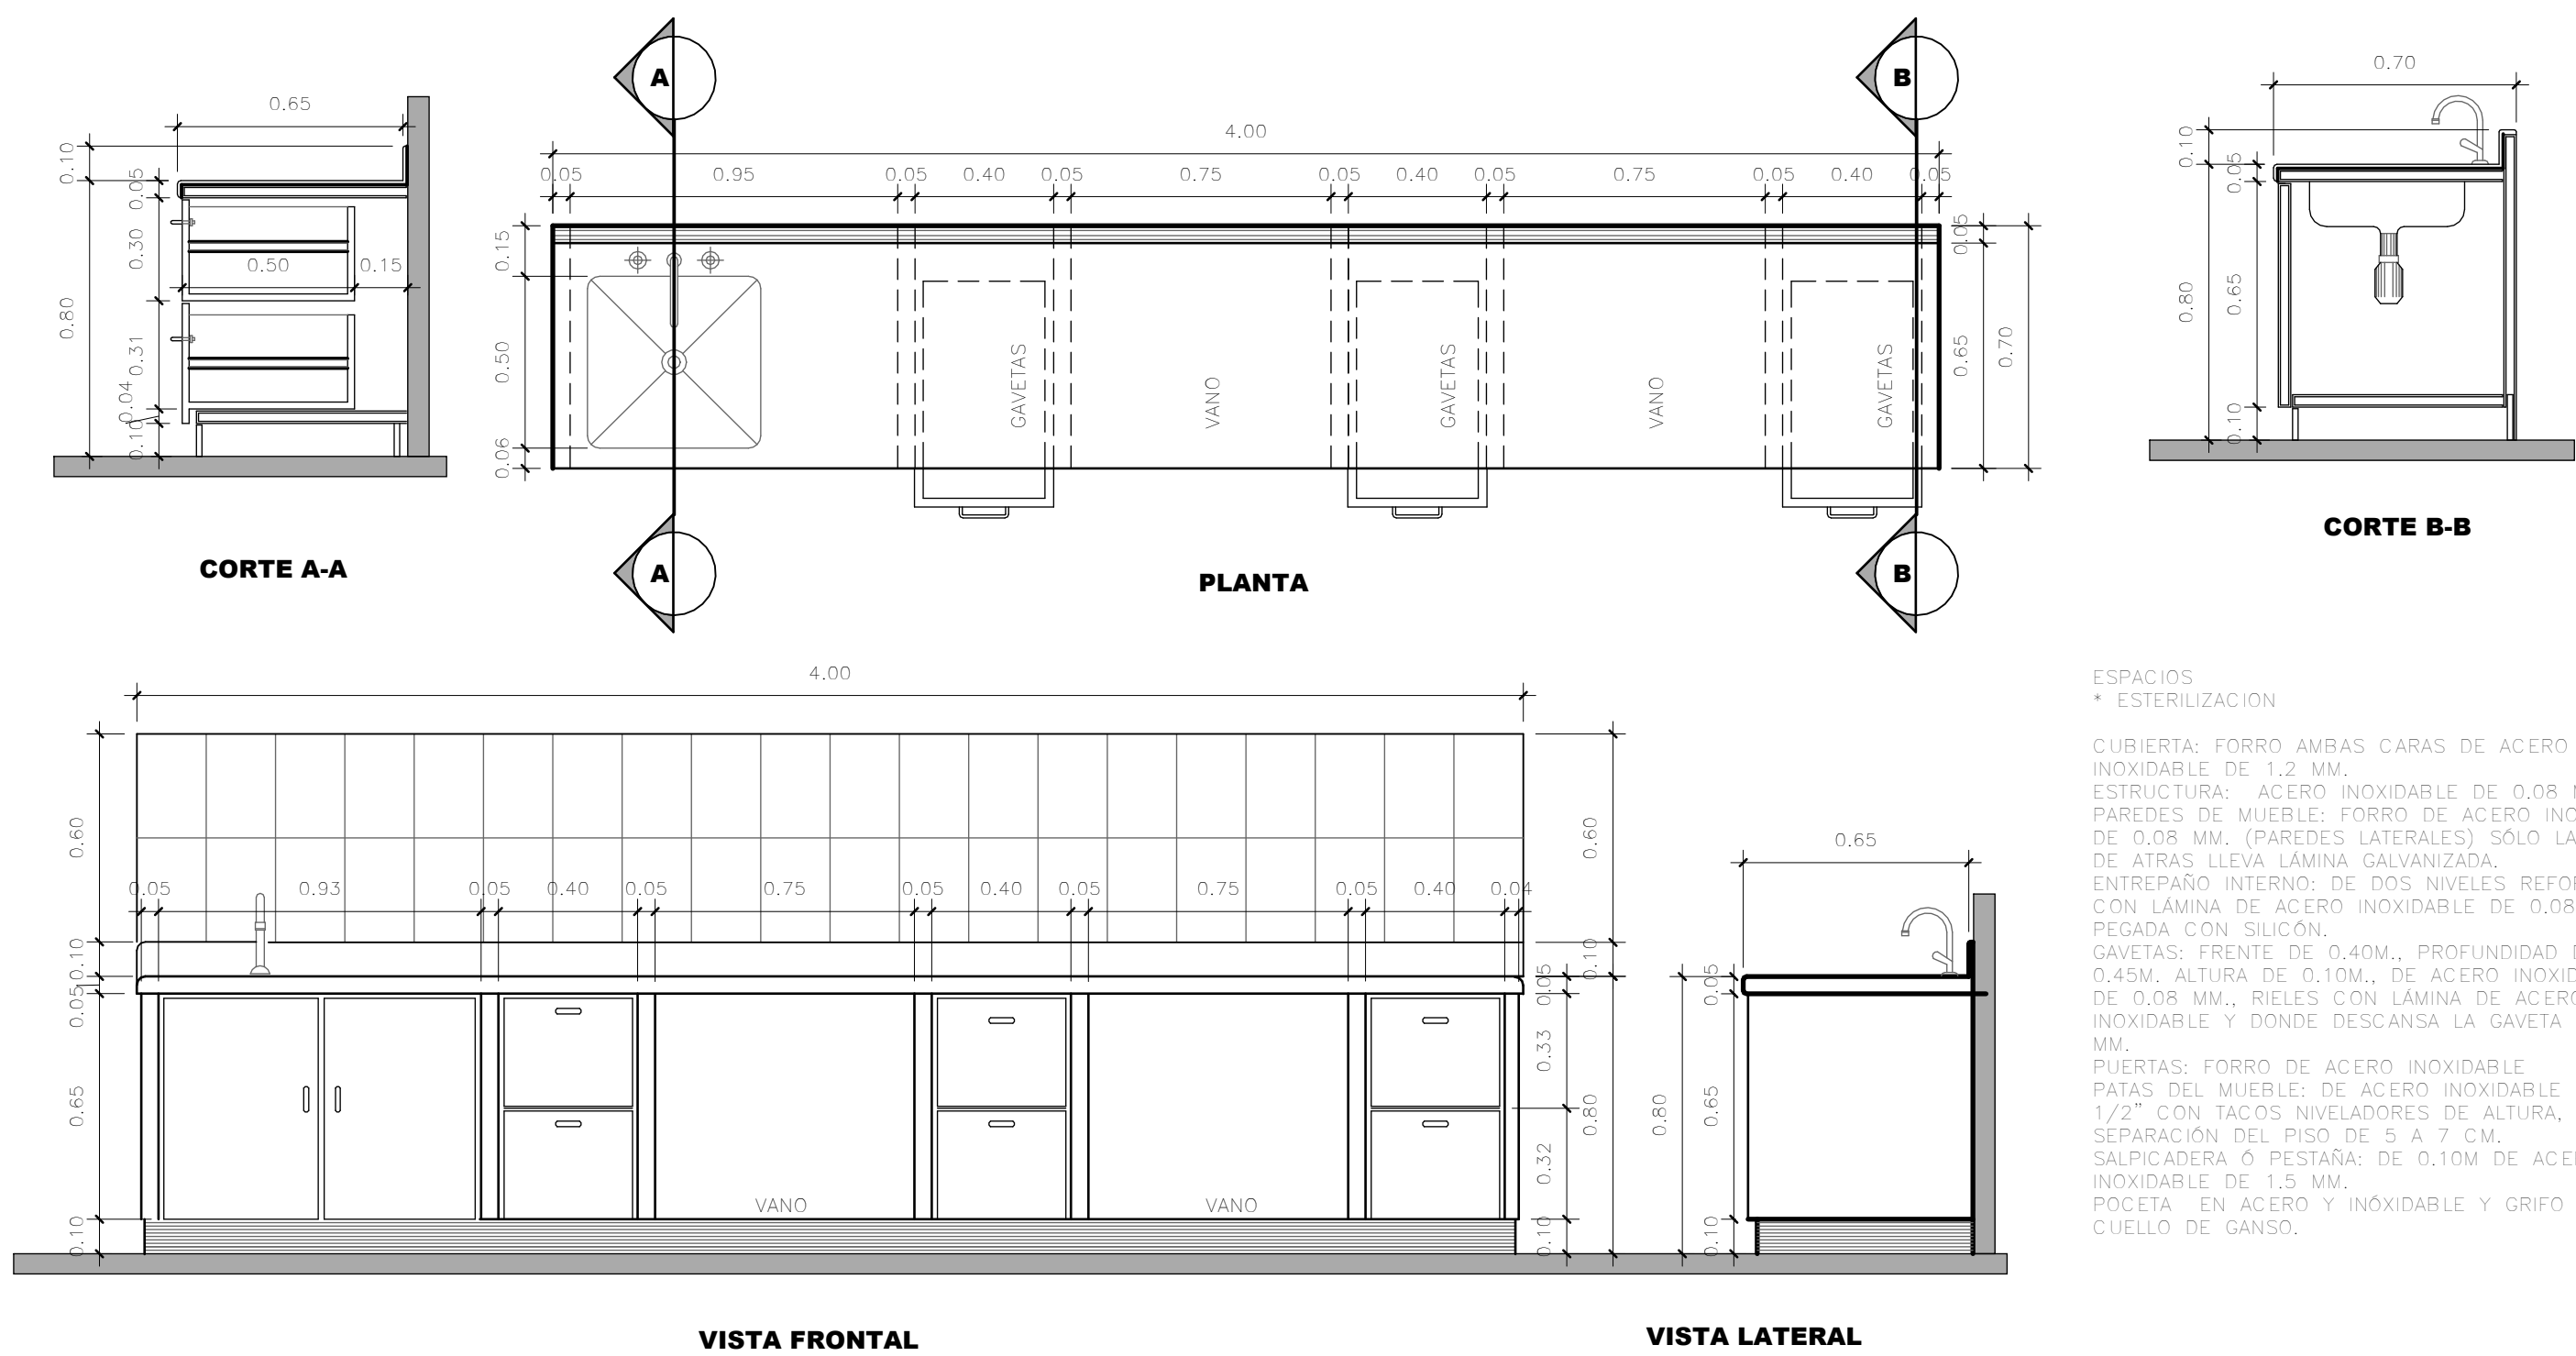 0.65
0.10
0.05
0.30
0.50
0.15
0.80
0.31
0.04
0.10
CORTE A-A
A
B
4.00
0.05
0.95
0.05
0.40
0.05
0.75
0.05
0.40
0.05
0.75
0.05
0.40
0.05
0.15
0.50
0.06
GAVETAS
VANO
GAVETAS
VANO
GAVETAS
0.05
0.65
0.70
A
B
PLANTA
0.70
0.10
0.05
0.80
0.65
0.10
CORTE B-B
4.00
0.60
0.05
0.93
0.05
0.40
0.05
0.75
0.05
0.40
0.05
0.75
0.05
0.40
0.04
0.10
0.05
0.65
0.10
VANO
VANO
0.60
0.10
0.05
0.33
0.80
0.32
0.10
VISTA FRONTAL
0.65
0.05
0.80
0.65
0.10
VISTA LATERAL
ESPACIOS
* ESTERILIZACION
CUBIERTA: FORRO AMBAS CARAS DE ACERO
INOXIDABLE DE 1.2 MM.
ESTRUCTURA: ACERO INOXIDABLE DE 0.08
PAREDES DE MUEBLE: FORRO DE ACERO
DE 0.08 MM. (PAREDES LATERALES) SÓLO LA
DE ATRAS LLEVA LÁMINA GALVANIZADA.
ENTREPAÑO INTERNO: DE DOS NIVELES
CON LÁMINA DE ACERO INOXIDABLE DE 0.08
PEGADA CON SILICÓN.
GAVETAS: FRENTE DE 0.40M., PROFUNDIDAD
0.45M. ALTURA DE 0.10M., DE ACERO
DE 0.08 MM., RIELES CON LÁMINA DE ACERO
INOXIDABLE Y DONDE DESCANSA LA GAVETA
MM.
PUERTAS: FORRO DE ACERO INOXIDABLE
PATAS DEL MUEBLE: DE ACERO INOXIDABLE
1/2" CON TACOS NIVELADORES DE ALTURA,
SEPARACIÓN DEL PISO DE 5 A 7 CM.
SALPICADERA Ó PESTAÑA: DE 0.10M DE
INOXIDABLE DE 1.5 MM.
POCETA EN ACERO Y INÓXIDABLE Y GRIFO
CUELLO DE GANSO.